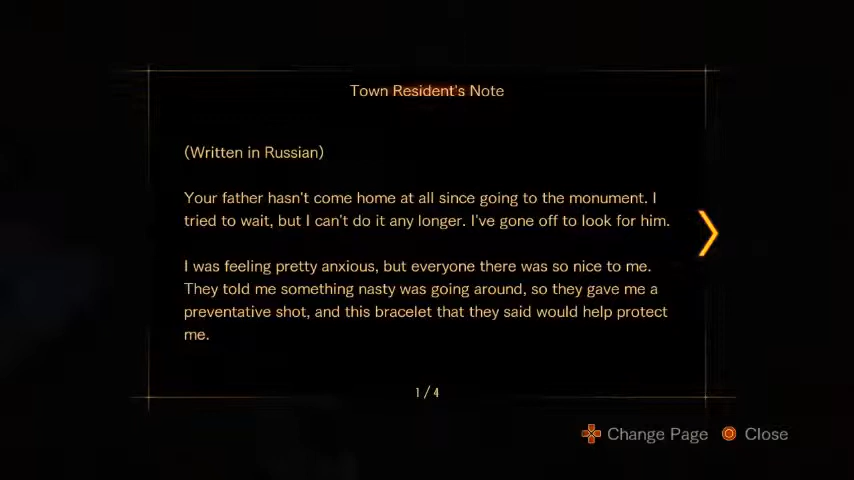 Town Resident's Note
(Written in Russian)
Your father hasn't come home at all since going to the monument. I
tried to wait, but I can't do it any longer. I've gone off to look for him.
I was feeling pretty anxious, but everyone there was so nice to me.
They told me something nasty was going around, so they gave me a
preventative shot, and this bracelet that they said would help protect
me.
1/4
Change Page Close